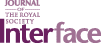 JOURNAL
OF THE ROYAL
SOCIETY
Interface